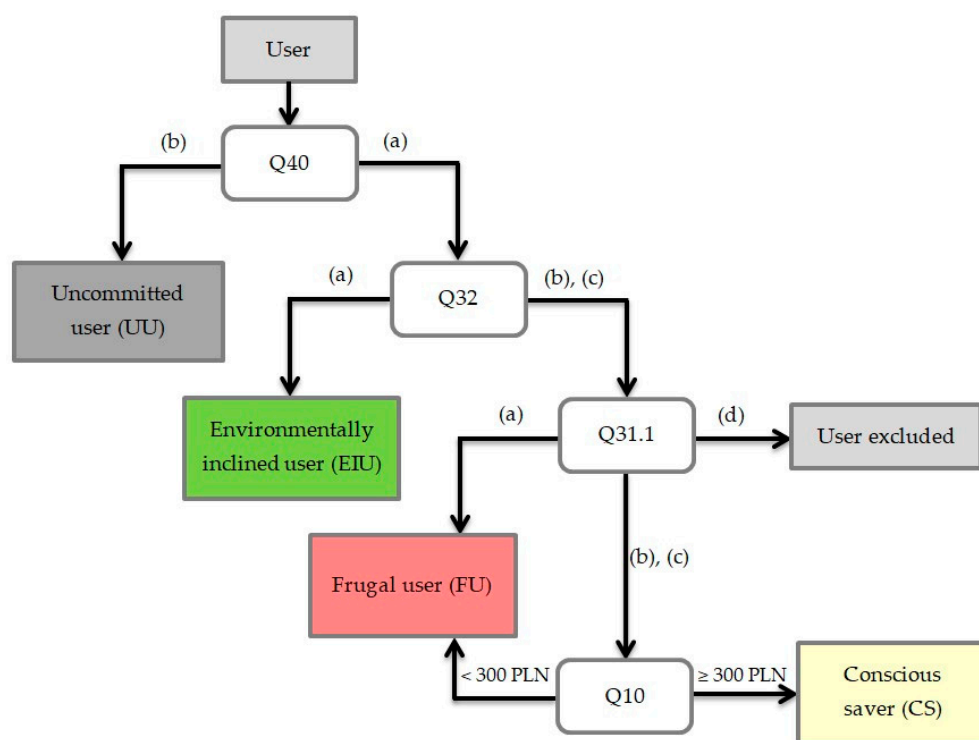 User
(b)
(a)
Q40
(a)
(b), (c)
Uncommitted
user (UU)
Q32
(a)
(d)
Environmentally
inclined user (EIU)
Q31.1
User excluded
(b), (c)
Frugal user (FU)
< 300 PLN
Q10
≥ 300 PLN
Conscious
saver (CS)